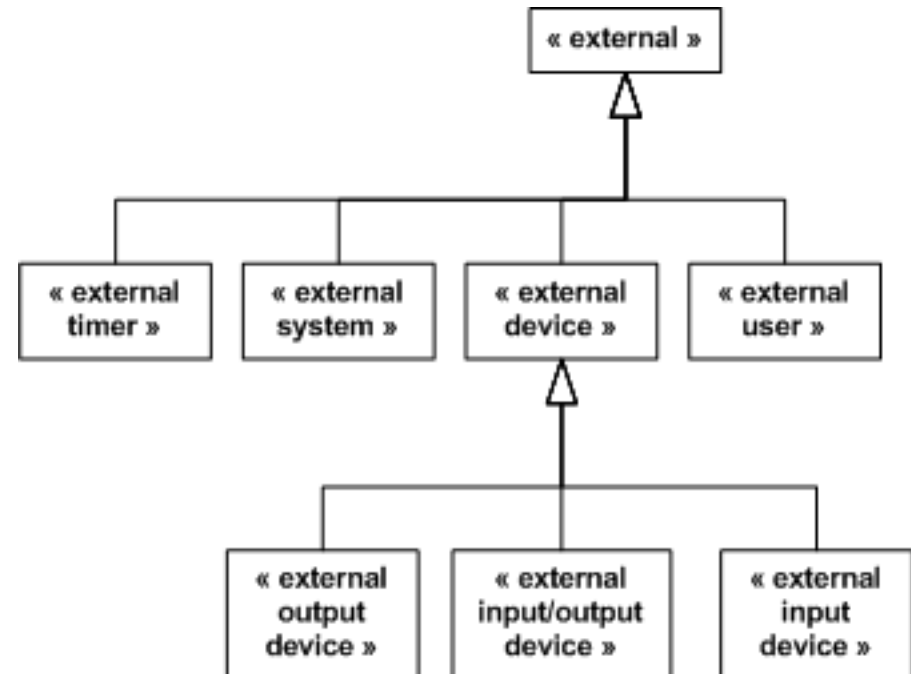 « external »
« external
timer »
« external
system »
« external
device »
« external
user »
« external
output
device »
« external
input/output
device »
« external
input
device »